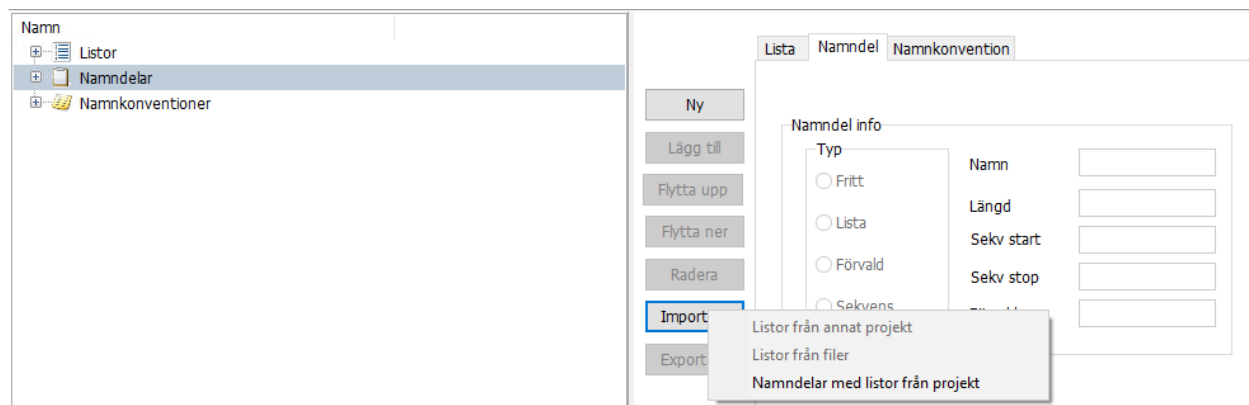 Namn
Listor
Namndelar
Namnkonventioner
Lista Namndel Namnkonvention
Ny
Lägg till
Flytta upp
Flytta ner
Radera
Import
Export
Namndel info
Typ
Fritt
Lista
Förvald
Sekvens
Namn
Längd
Sekv start
Sekv stop
Listor från annat projekt
Listor från filer
Namndelar med listor från projekt